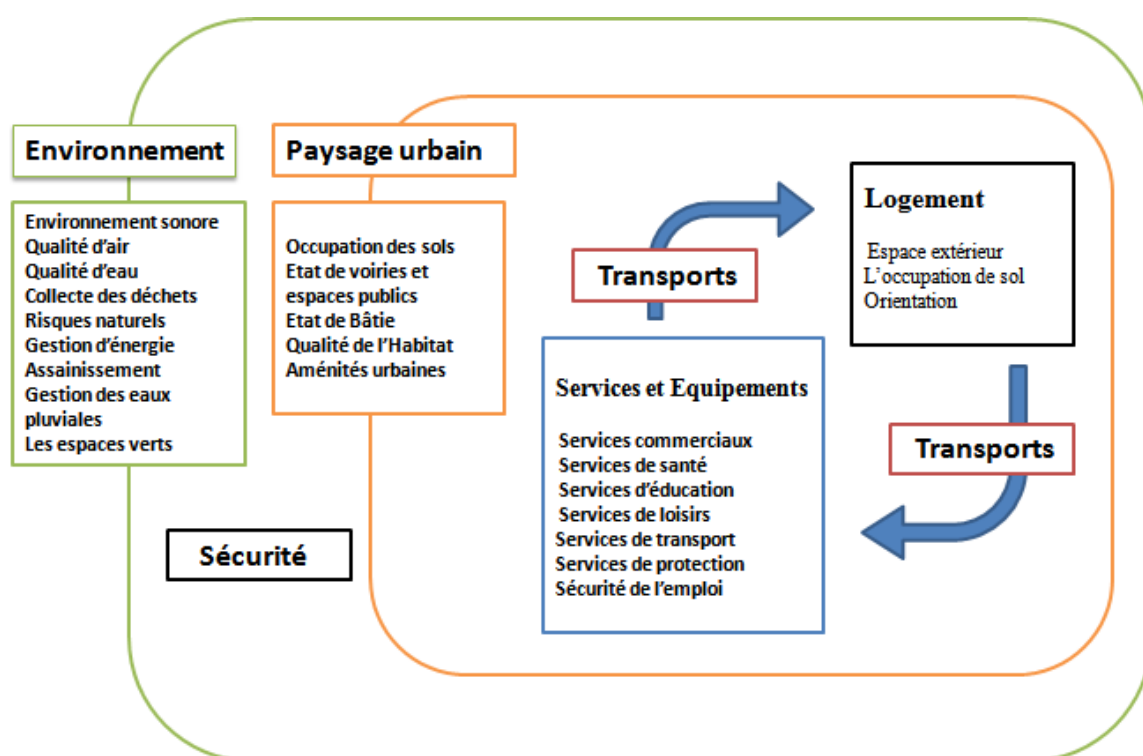 Environnement
Environnement sonore
Qualité d’air
Qualité d’eau
Collecte des déchets
Risques naturels
Gestion d’énergie
Assainissement
Gestion des eaux
pluviales
Les espaces verts
Paysage urbain
Occupation des sols
Etat de voiries et
espaces publics
Etat de Bâtie
Qualité de l’Habitat
Aménités urbaines
Sécurité
Transports
Services et Equipements
Services commerciaux
Services de santé
Services d’éducation
Services de loisirs
Services de transport
Services de protection
Sécurité de l’emploi
Logement
Espace extérieur
L’occupation de sol
Orientation
Transports